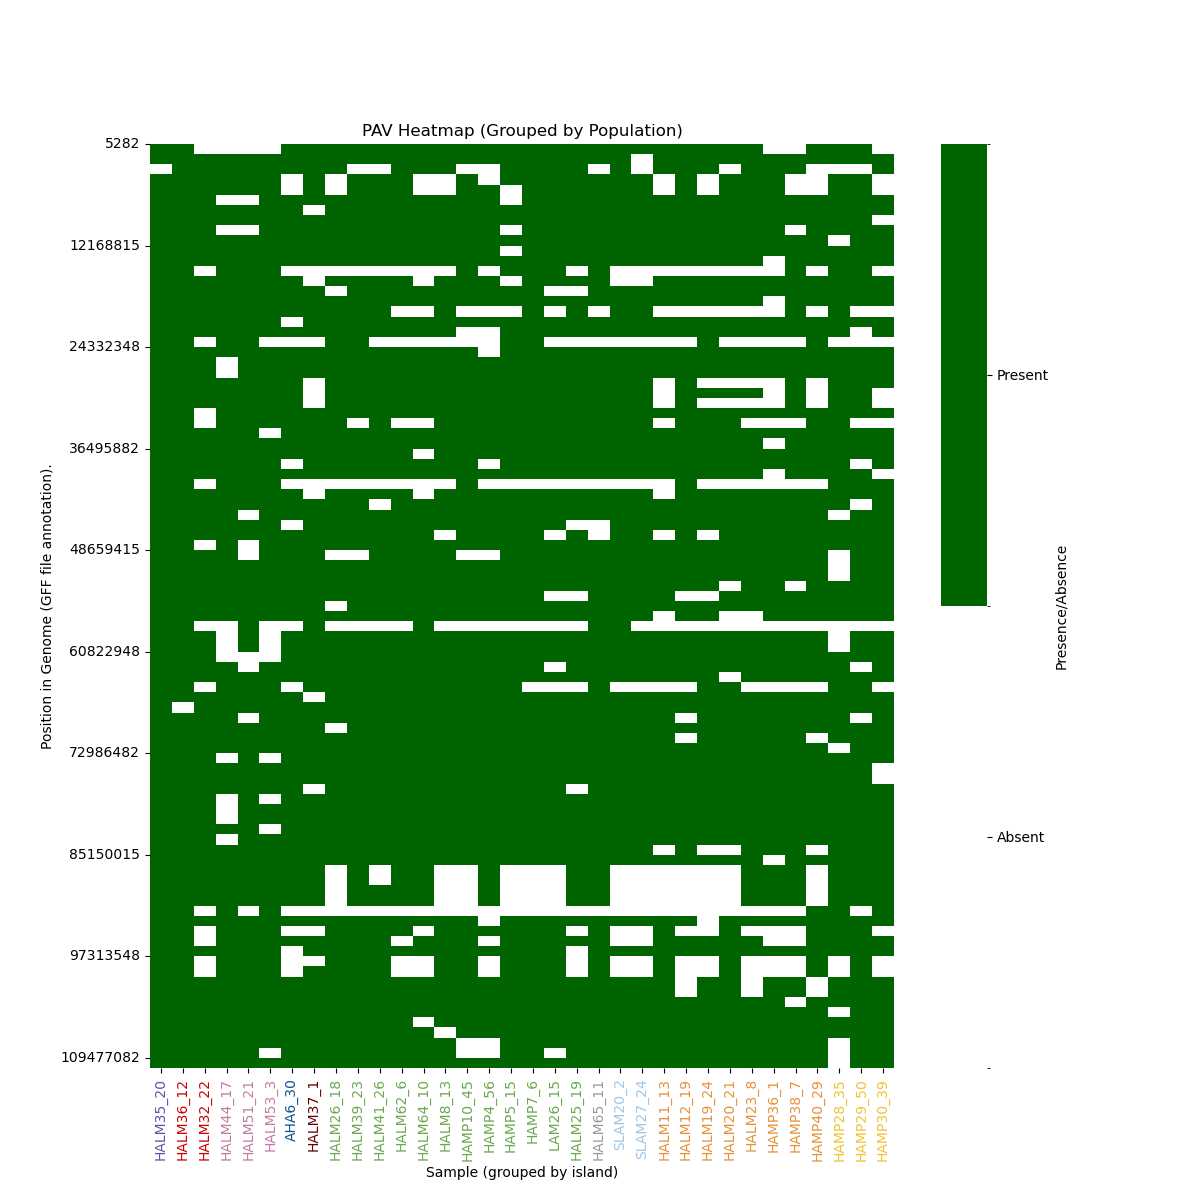 PAV Heatmap (Grouped by Population)
5282
12168815
24332348
36495882
48659415
60822948
72986482
85150015
97313548
109477082
Position in Genome (GFF file annotation).
Present
Absent
Presence/Absence
HALM35_20
HALM36_12
HALM32_22
HALM44_17
HALM51_21
HALM53_3
AHA6_30
HALM37_1
HALM26_18
HALM39_23
HALM41_26
HALM62_6
HALM64_10
HALM8_13
HAMP10_45
HAMP4_56
HAMP5_15
HAMP7_6
LAM26_15
HALM25_19
HALM65_11
SLAM20_2
SLAM27_24
HALM11_13
HALM12_19
HALM19_24
HALM20_21
HALM23_8
HAMP36_1
HAMP38_7
HAMP40_29
HAMP28_35
HAMP29_50
HAMP30_39
Sample (grouped by island)